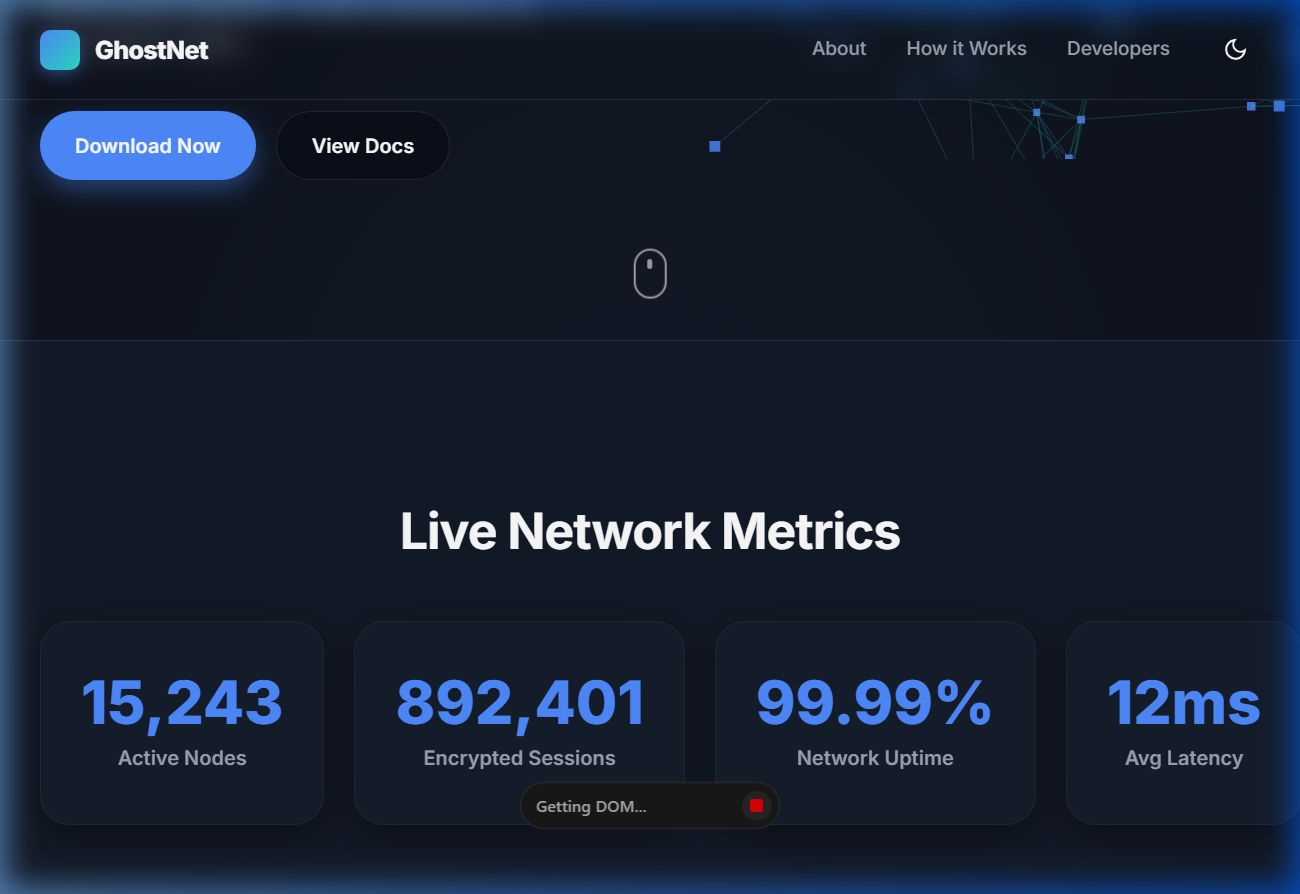 GhostNet
About
How it Works
Developers
Download Now
View Docs
Live Network Metrics
15,243
Active Nodes
892,401
Encrypted Sessions
99.99%
Network Uptime
12ms
Avg Latency
Getting DOM...